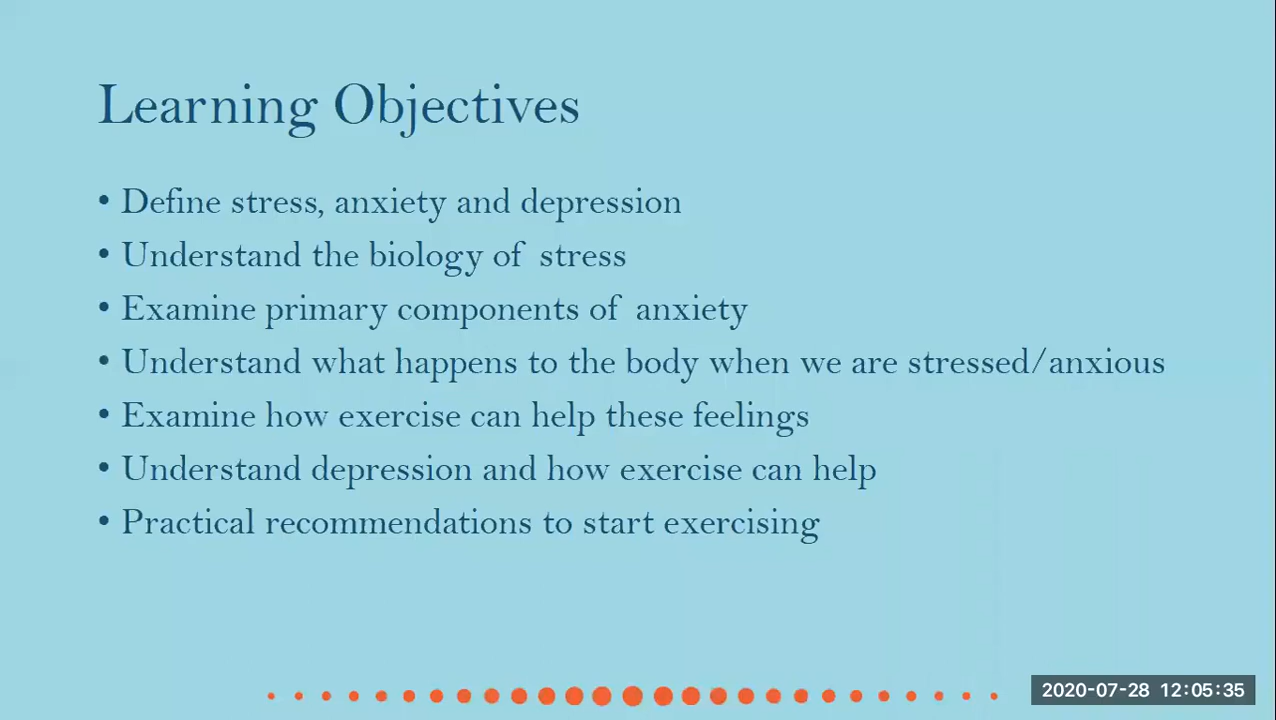 Learning Objectives
• Define stress, anxiety and depression
• Understand the biology of stress
• Examine primary components of anxiety
• Understand what happens to the body when we are stressed/anxious
• Examine how exercise can help these feelings
• Understand depression and how exercise can help
• Practical recommendations to start exercising
2020-07-28 12:05:35